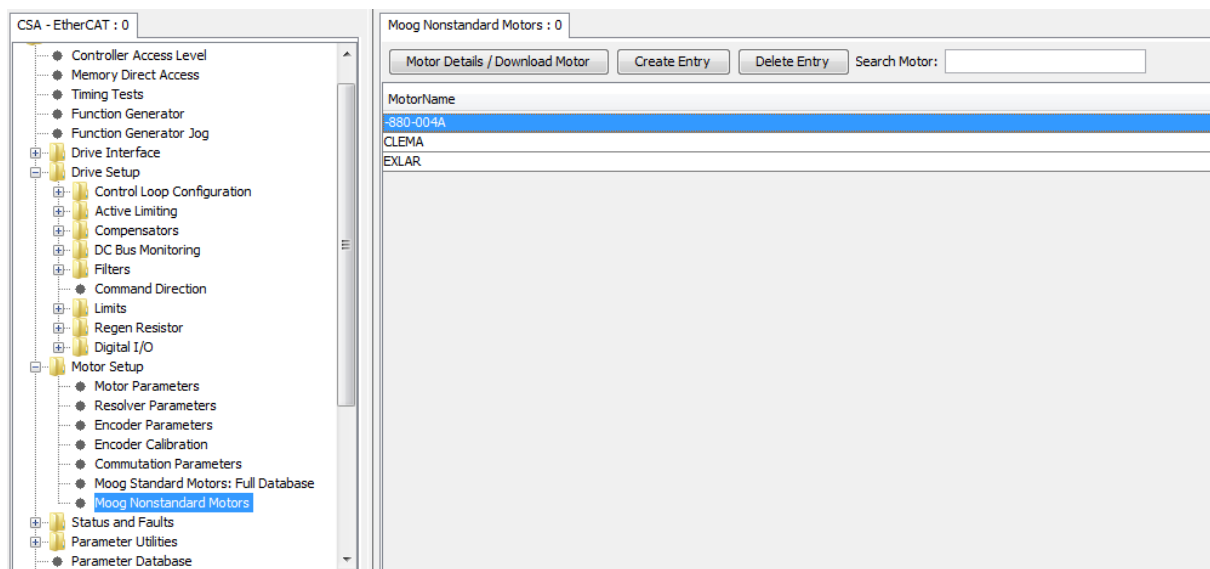 CSA - EtherCAT : 0
Controller Access Level
Memory Direct Access
Timing Tests
Function Generator
Function Generator Jog
Drive Interface
Drive Setup
Control Loop Configuration
Active Limiting
Compensators
DC Bus Monitoring
Filters
Command Direction
Limits
Regen Resistor
Digital I/O
Motor Setup
Motor Parameters
Resolver Parameters
Encoder Parameters
Encoder Calibration
Commutation Parameters
Moog Standard Motors: Full Database
Moog Nonstandard Motors
Status and Faults
Parameter Utilities
Parameter Database
Moog Nonstandard Motors : 0
Motor Details / Download Motor Create Entry Delete Entry Search Motor:
MotorName
-880-004A
CLEMA
EXLAR